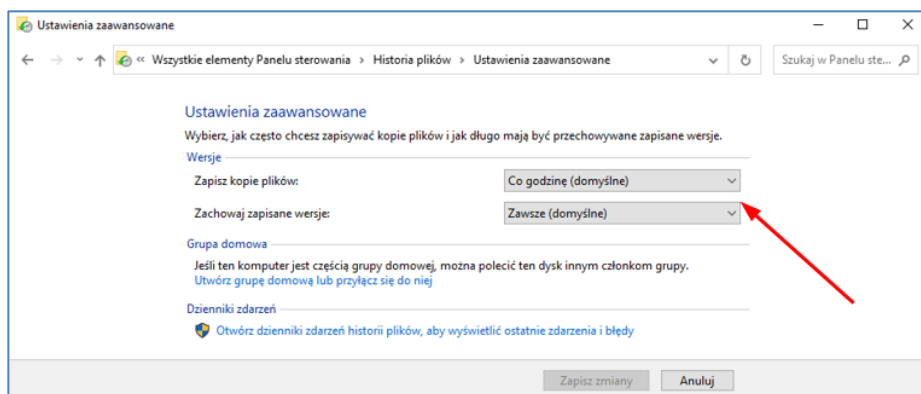 Ustawienia zaawansowane
« Wszystkie elementy Panelu sterowania > Historia plików > Ustawienia zaawansowane
Szukaj w Panelu ste...
Ustawienia zaawansowane
Wybierz, jak często chcesz zapisywać kopie plików i jak długo mają być przechowywane zapisane wersje.
Wersje
Zapisz kopie plików: Co godzinę (domyślne)
Zachowaj zapisane wersje: Zawsze (domyślne)
Grupa domowa
Jeśli ten komputer jest częścią grupy domowej, można polecić ten dysk innym członkom grupy.
Utwórz grupę domową lub przyłącz się do niej
Dzienniki zdarzeń
Otwórz dzienniki zdarzeń historii plików, aby wyświetlić ostatnie zdarzenia i błędy
Zapisz zmiany Anuluj